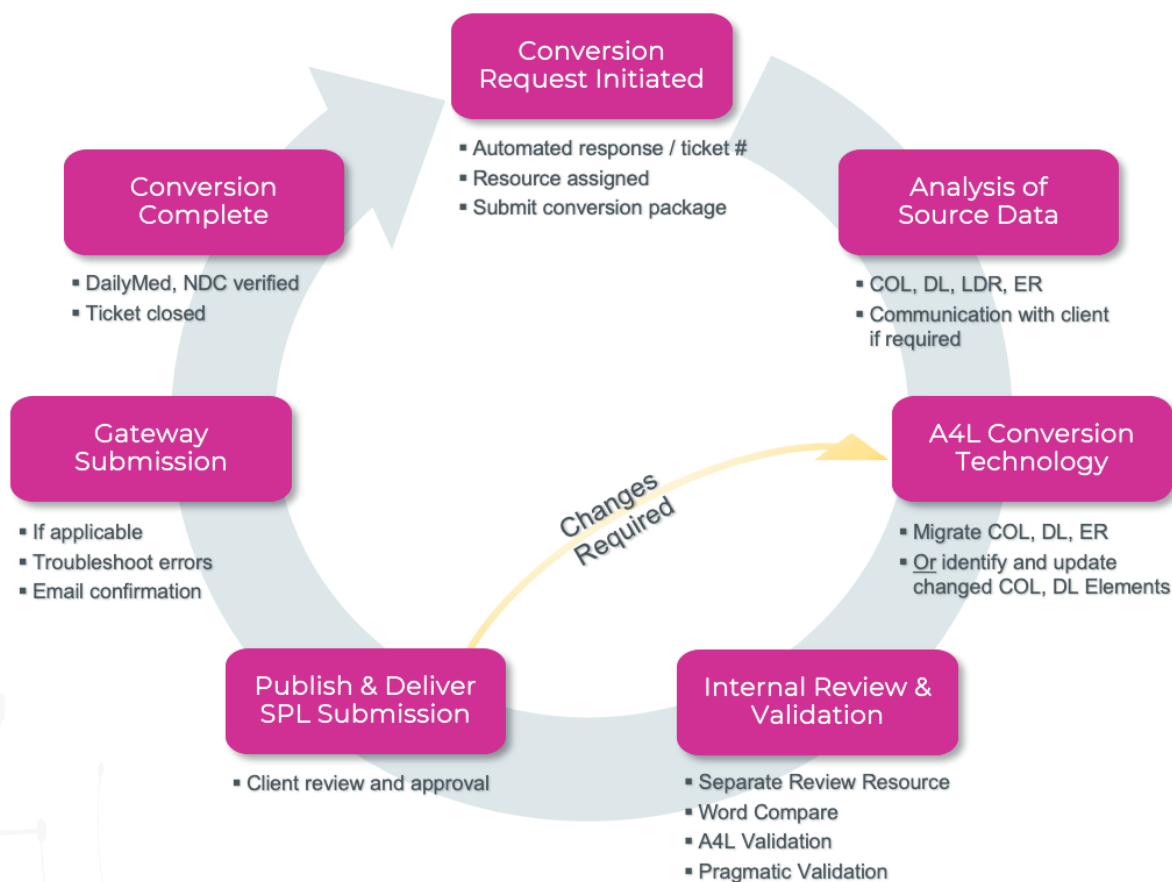 Conversion
Request Initiated
▪ Automated response / ticket #
▪ Resource assigned
▪ Submit conversion package
Analysis of
Source Data
▪ COL, DL, LDR, ER
▪ Communication with client
if required
A4L Conversion
Technology
▪ Migrate COL, DL, ER
▪ Or identify and update
changed COL, DL Elements
Internal Review &
Validation
▪ Separate Review Resource
▪ Word Compare
▪ A4L Validation
▪ Pragmatic Validation
Publish & Deliver
SPL Submission
▪ Client review and approval
Changes
Required
Gateway
Submission
▪ If applicable
▪ Troubleshoot errors
▪ Email confirmation
Conversion
Complete
▪ DailyMed, NDC verified
▪ Ticket closed